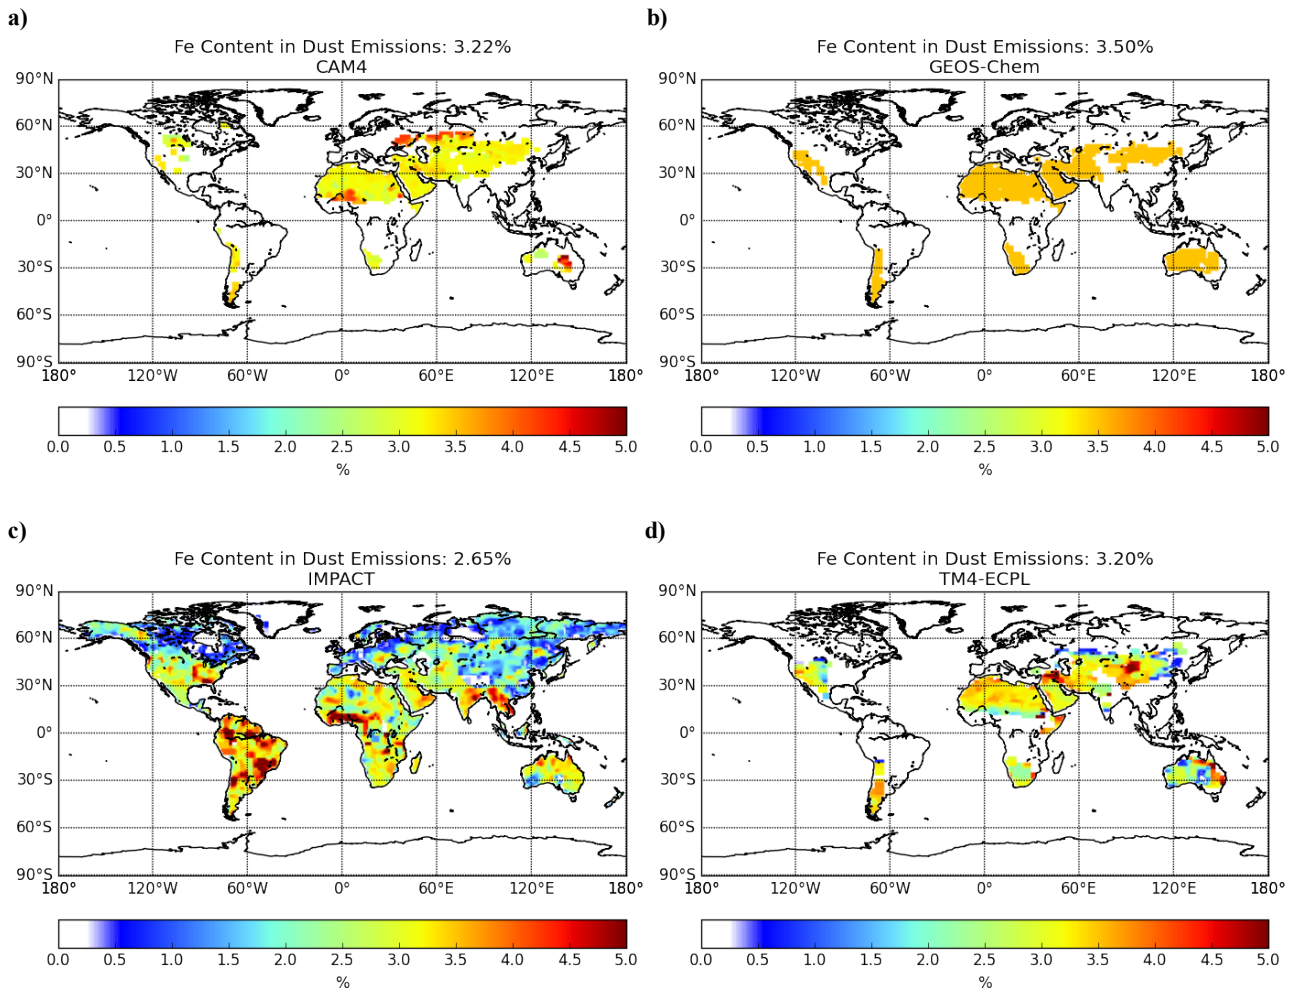 a)
Fe Content in Dust Emissions: 3.22%
CAM4
90°N
60°N
30°N
0°
30°S
60°S
90°S
180° 120°W 60°W 0° 60°E 120°E 180°
0.0 0.5 1.0 1.5 2.0 2.5 3.0 3.5 4.0 4.5 5.0
%
b)
Fe Content in Dust Emissions: 3.50%
GEOS-Chem
90°N
60°N
30°N
0°
30°S
60°S
90°S
180° 120°W 60°W 0° 60°E 120°E 180°
0.0 0.5 1.0 1.5 2.0 2.5 3.0 3.5 4.0 4.5 5.0
%
c)
Fe Content in Dust Emissions: 2.65%
IMPACT
90°N
60°N
30°N
0°
30°S
60°S
90°S
180° 120°W 60°W 0° 60°E 120°E 180°
0.0 0.5 1.0 1.5 2.0 2.5 3.0 3.5 4.0 4.5 5.0
%
d)
Fe Content in Dust Emissions: 3.20%
TM4-ECPL
90°N
60°N
30°N
0°
30°S
60°S
90°S
180° 120°W 60°W 0° 60°E 120°E 180°
0.0 0.5 1.0 1.5 2.0 2.5 3.0 3.5 4.0 4.5 5.0
%